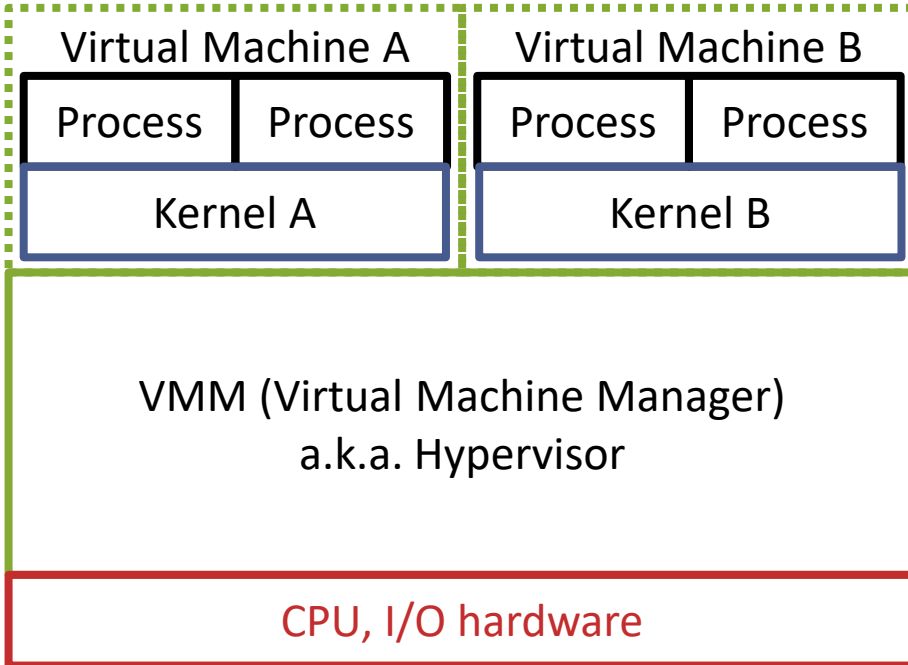 Virtual Machine A
Virtual Machine B
Process
Process
Process
Process
Kernel A
Kernel B
VMM (Virtual Machine Manager)
a.k.a. Hypervisor
CPU, I/O hardware